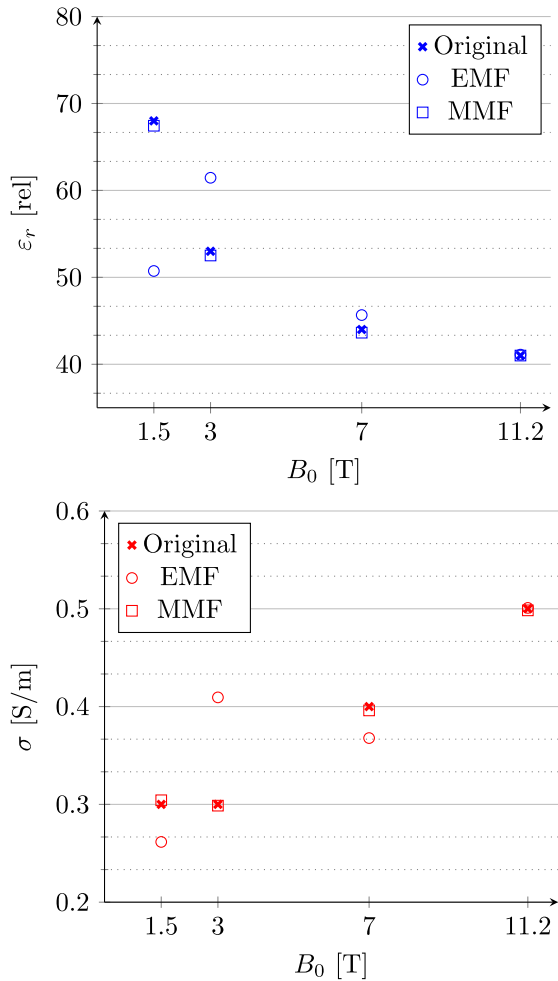 80
70
60
50
40
εᵣ [rel]
Original
EMF
MMF
1.5 3 7 11.2
B₀ [T]
0.6
0.5
0.4
0.3
0.2
σ [S/m]
Original
EMF
MMF
1.5 3 7 11.2
B₀ [T]